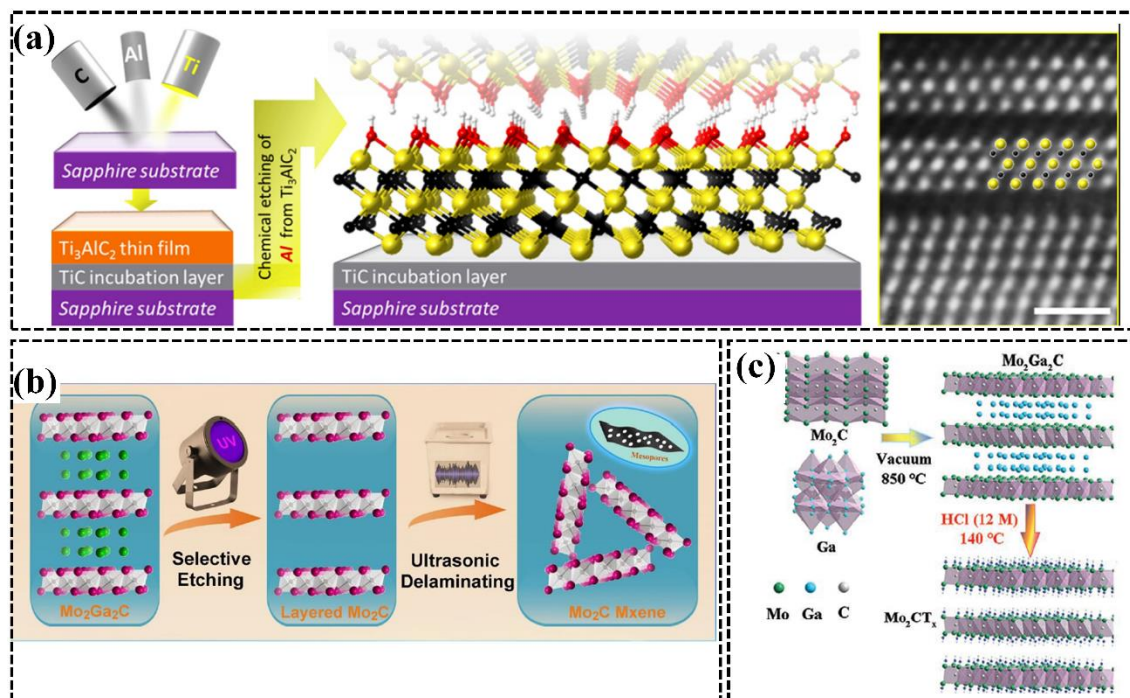 (a)
C
Al
Ti
Sapphire substrate
Ti₃AlC₂ thin film
TiC incubation layer
Sapphire substrate
Chemical etching of
Al from Ti₃AlC₂
TiC incubation layer
Sapphire substrate
(b)
UV
Selective
Etching
Ultrasonic
Delaminating
Mesopores
Mo₂Ga₂C
Layered Mo₂C
Mo₂C Mxene
(c)
Mo₂C
Ga
Mo Ga C
Vacuum
850 °C
Mo₂Ga₂C
HCl (12 M)
140 °C
Mo₂CTₓ